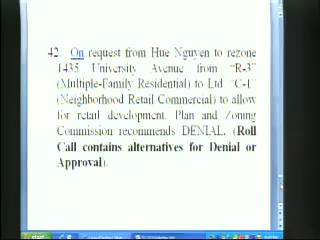 42. On request from Hue Nguyen to rezone
1435 University Avenue from "R-3"
(Multiple-Family Residential) to Ltd "C-1"
(Neighborhood Retail Commercial) to allow
for retail development. Plan and Zoning
Commission recommends DENIAL. (Roll
Call contains alternatives for Denial or
Approval).
start